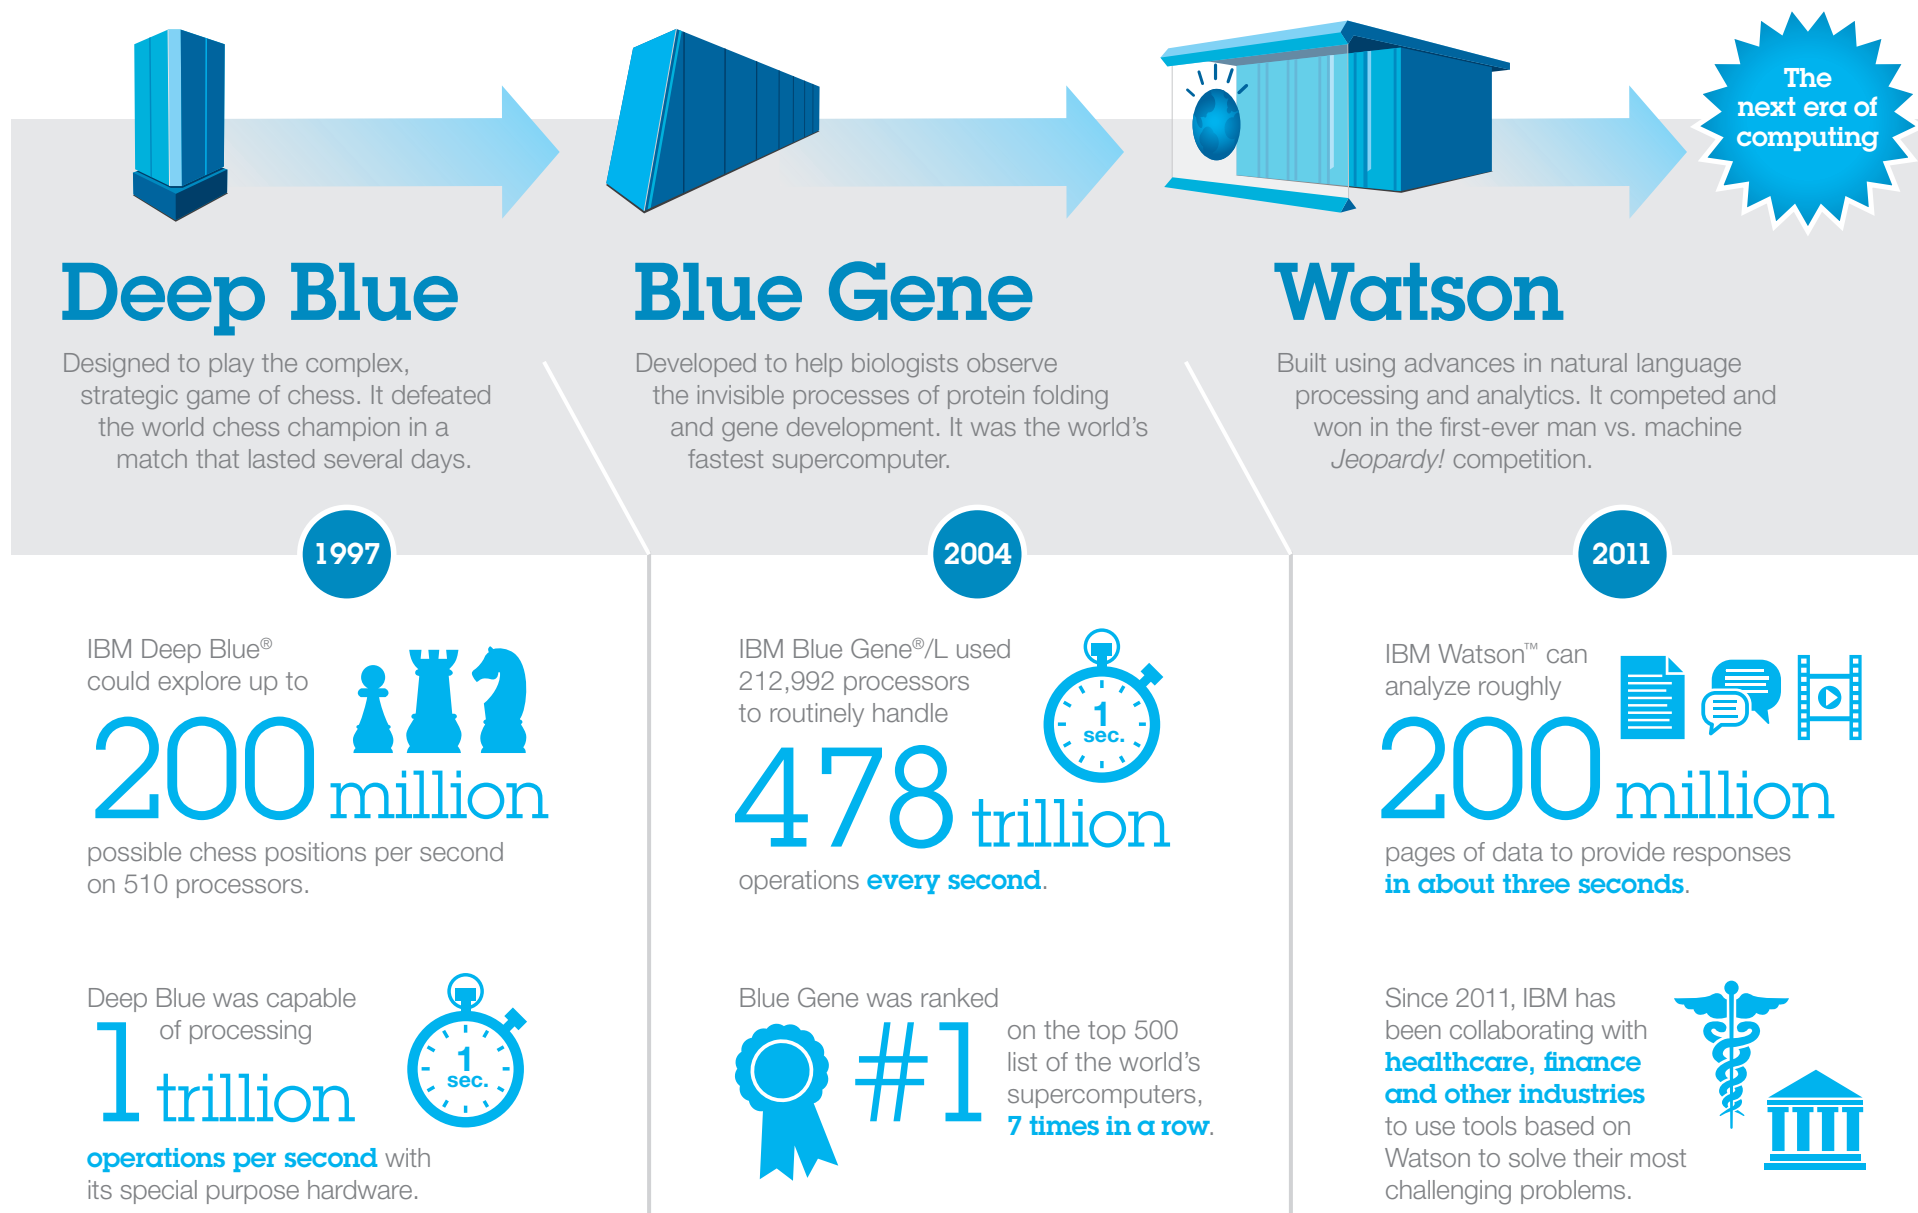 The
next era of
computing
Deep Blue
Designed to play the complex,
strategic game of chess. It defeated
the world chess champion in a
match that lasted several days.
1997
IBM Deep Blue®
could explore up to
200 million
possible chess positions per second
on 510 processors.
Deep Blue was capable
of processing
1 trillion
1
sec.
operations per second with
its special purpose hardware.
Blue Gene
Developed to help biologists observe
the invisible processes of protein folding
and gene development. It was the world's
fastest supercomputer.
2004
IBM Blue Gene®/L used
212,992 processors
to routinely handle
1
sec.
478 trillion
operations every second.
Blue Gene was ranked
#1
on the top 500
list of the world's
supercomputers,
7 times in a row.
Watson
Built using advances in natural language
processing and analytics. It competed and
won in the first-ever man vs. machine
Jeopardy! competition.
2011
IBM Watson™ can
analyze roughly
200 million
pages of data to provide responses
in about three seconds.
Since 2011, IBM has
been collaborating with
healthcare, finance
and other industries
to use tools based on
Watson to solve their most
challenging problems.